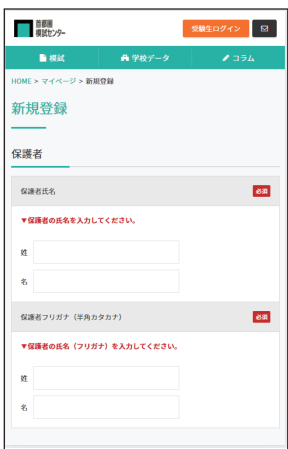 首都圏
模試センター
受験生ログイン
模試 学校データ コラム
HOME > マイページ > 新規登録
新規登録
保護者
保護者氏名 必須
▼保護者の氏名を入力してください。
姓
名
保護者フリガナ（半角カタカナ） 必須
▼保護者の氏名（フリガナ）を入力してください。
姓
名